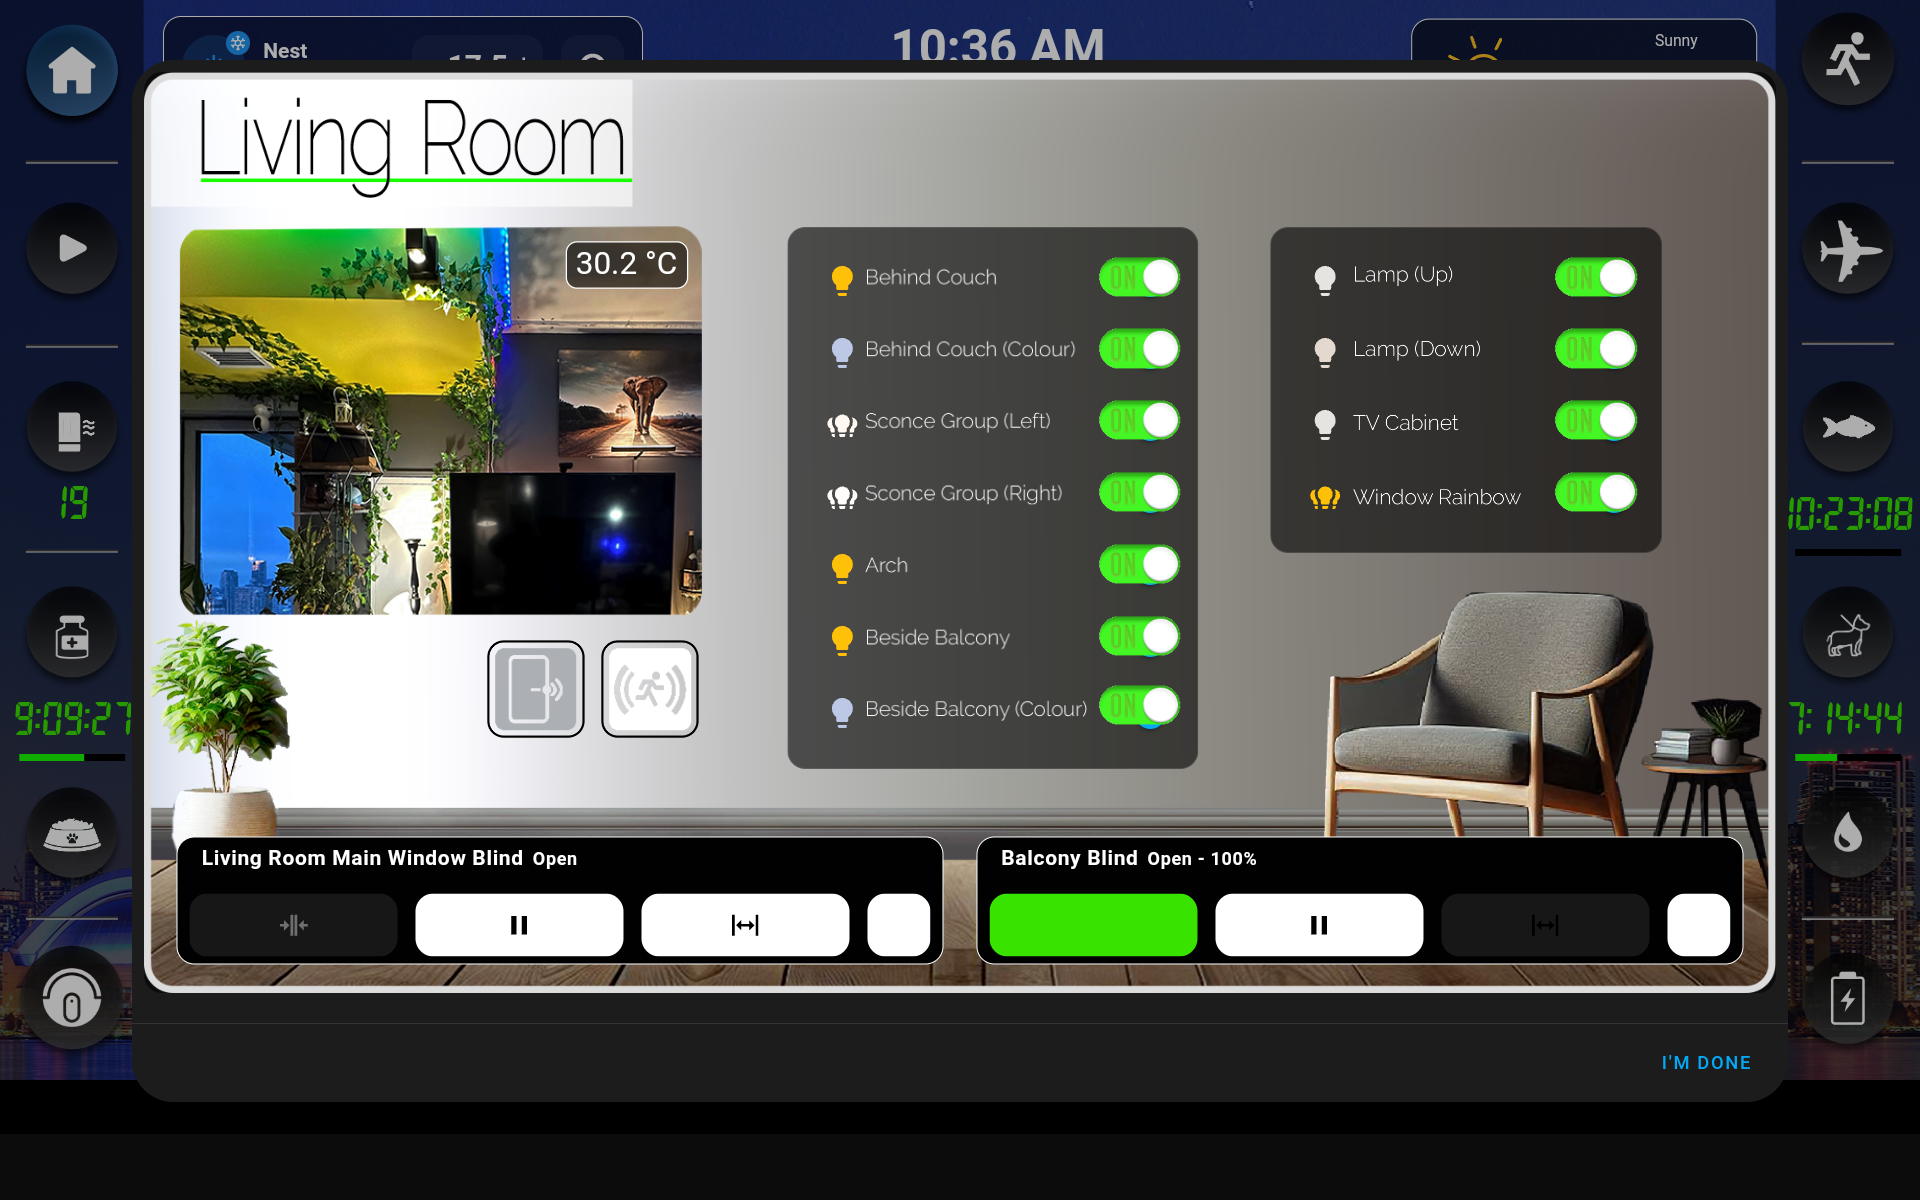 Nest
10:36 AM
Sunny
Living Room
30.2 °C
Behind Couch ON
Behind Couch (Colour) ON
Sconce Group (Left) ON
Sconce Group (Right) ON
Arch ON
Beside Balcony ON
Beside Balcony (Colour) ON
Lamp (Up) ON
Lamp (Down) ON
TV Cabinet ON
Window Rainbow ON
19
9:09:27
10:23:08
7:14:44
Living Room Main Window Blind Open
Balcony Blind Open - 100%
I'M DONE